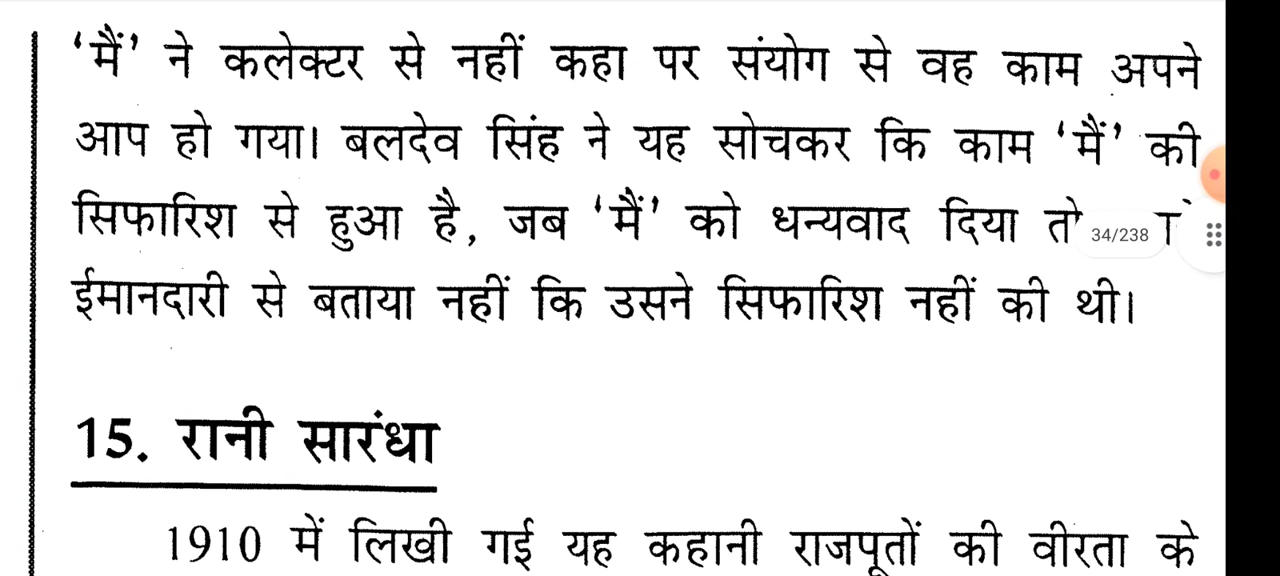 ‘मैं’ ने कलेक्टर से नहीं कहा पर संयोग से वह काम अपने
आप हो गया। बलदेव सिंह ने यह सोचकर कि काम ‘मैं’ की
सिफारिश से हुआ है, जब ‘मैं’ को धन्यवाद दिया तो
34/238
ईमानदारी से बताया नहीं कि उसने सिफारिश नहीं की थी।
15. रानी सारंधा
1910 में लिखी गई यह कहानी राजपूतों की वीरता के